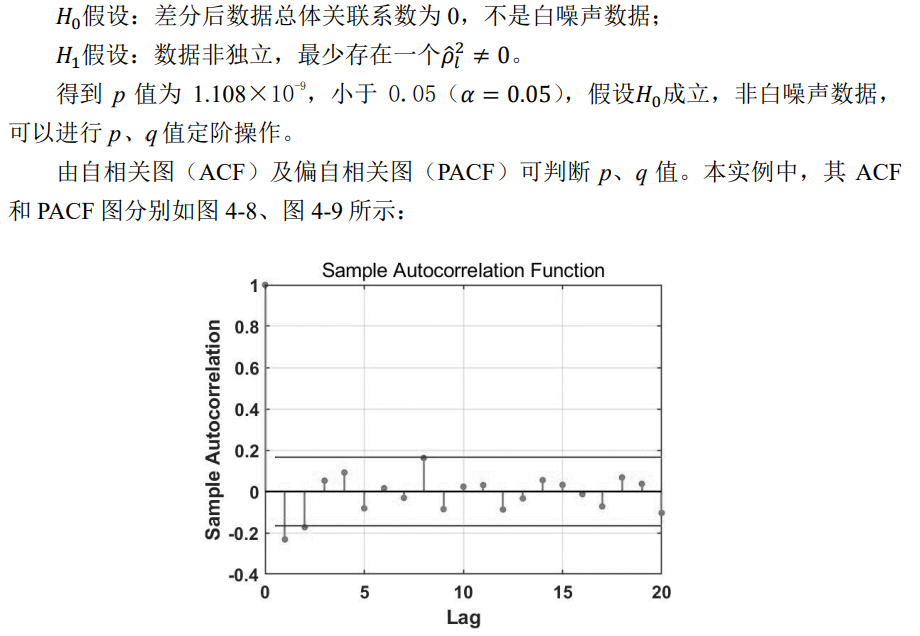 H₀假设：差分后数据总体关联系数为 0，不是白噪声数据；
H₁假设：数据非独立，最少存在一个ρ̂ₗ² ≠ 0。
得到 p 值为 1.108×10⁻⁹，小于 0.05（α = 0.05），假设H₀成立，非白噪声数据，
可以进行 p、q 值定阶操作。
由自相关图（ACF）及偏自相关图（PACF）可判断 p、q 值。本实例中，其 ACF
和 PACF 图分别如图 4-8、图 4-9 所示：
Sample Autocorrelation Function
Sample Autocorrelation
1
0.8
0.6
0.4
0.2
0
-0.2
-0.4
0 5 10 15 20
Lag